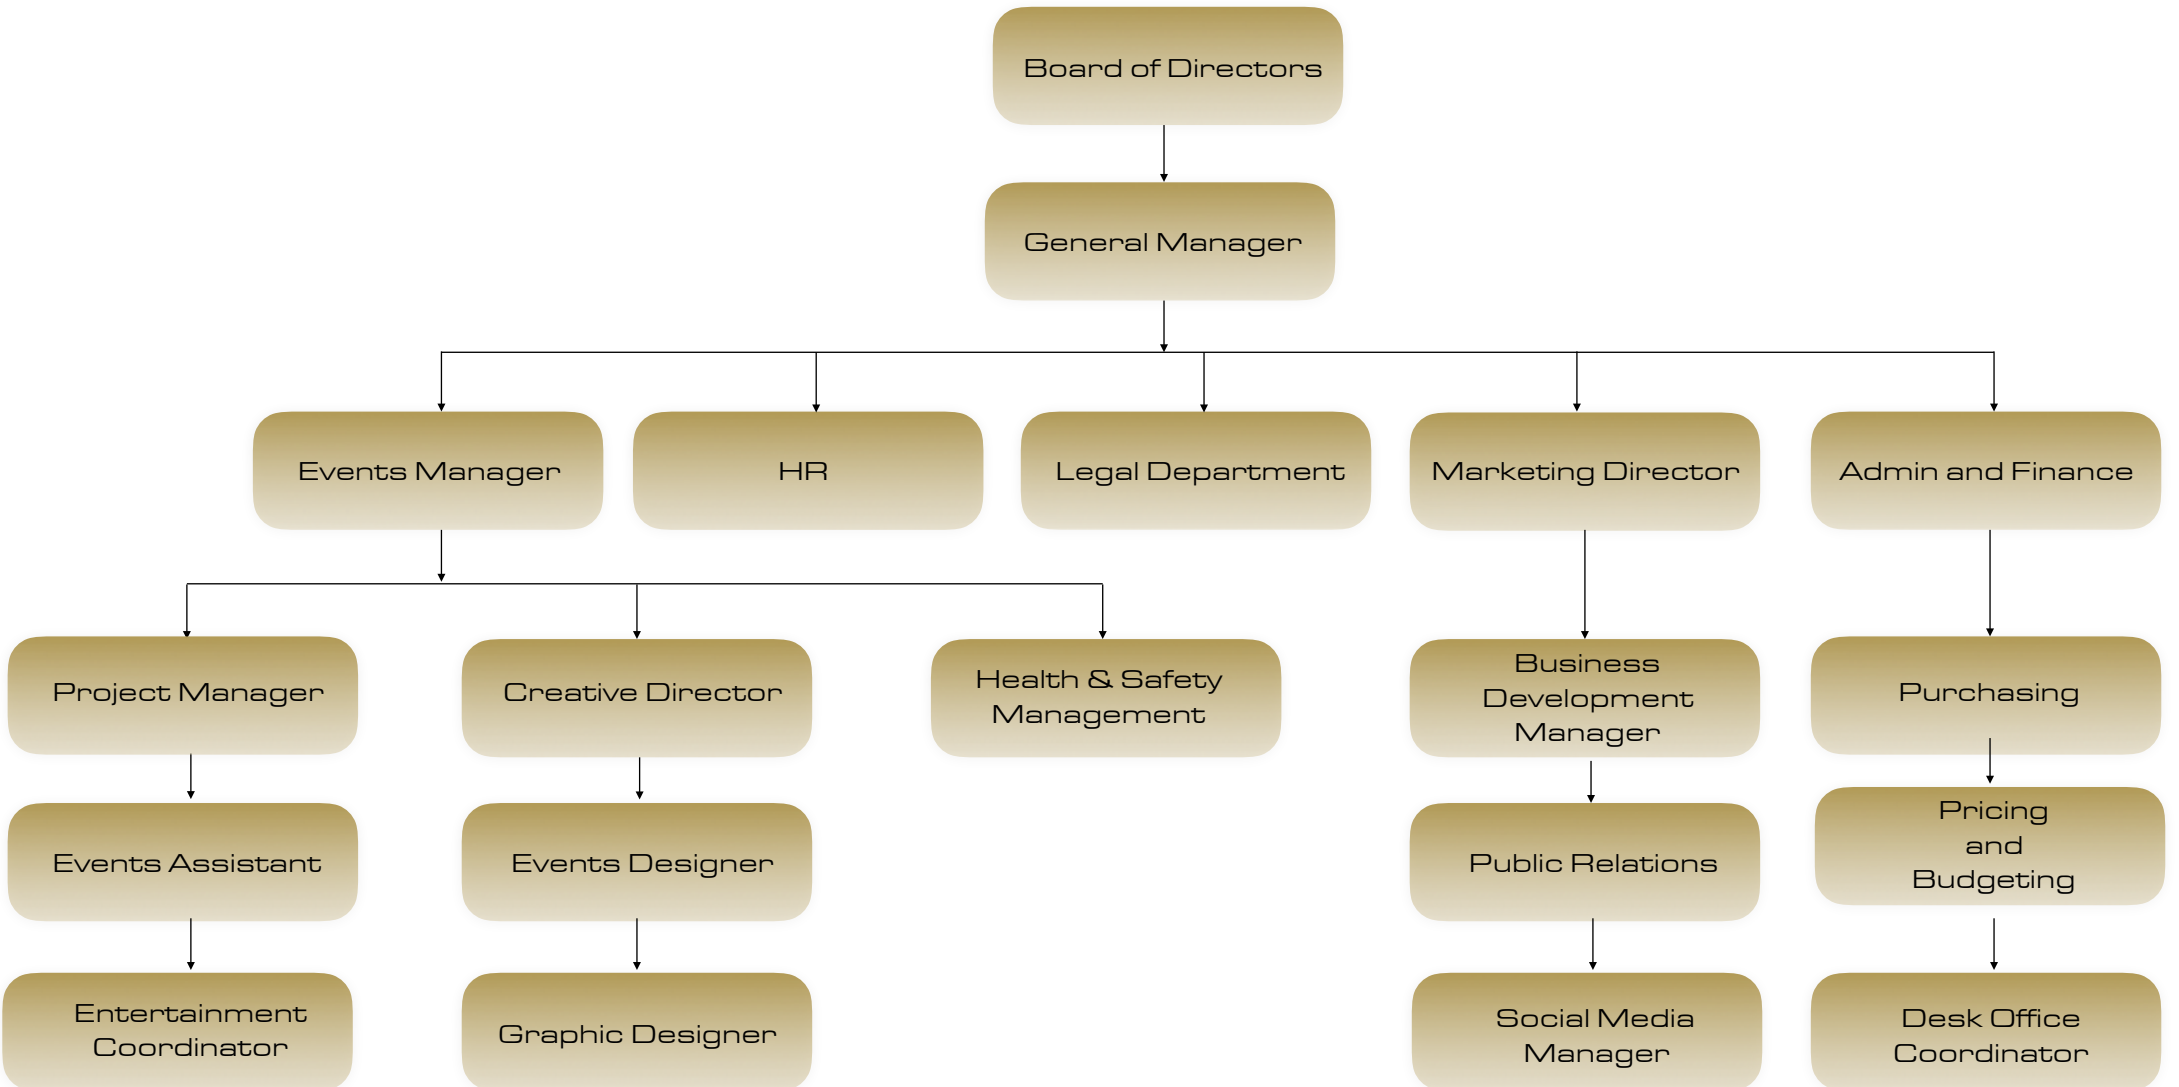 Board of Directors
General Manager
Events Manager
HR
Legal Department
Marketing Director
Admin and Finance
Project Manager
Creative Director
Health & Safety
Management
Business
Development
Manager
Purchasing
Events Assistant
Events Designer
Public Relations
Pricing
and
Budgeting
Entertainment
Coordinator
Graphic Designer
Social Media
Manager
Desk Office
Coordinator